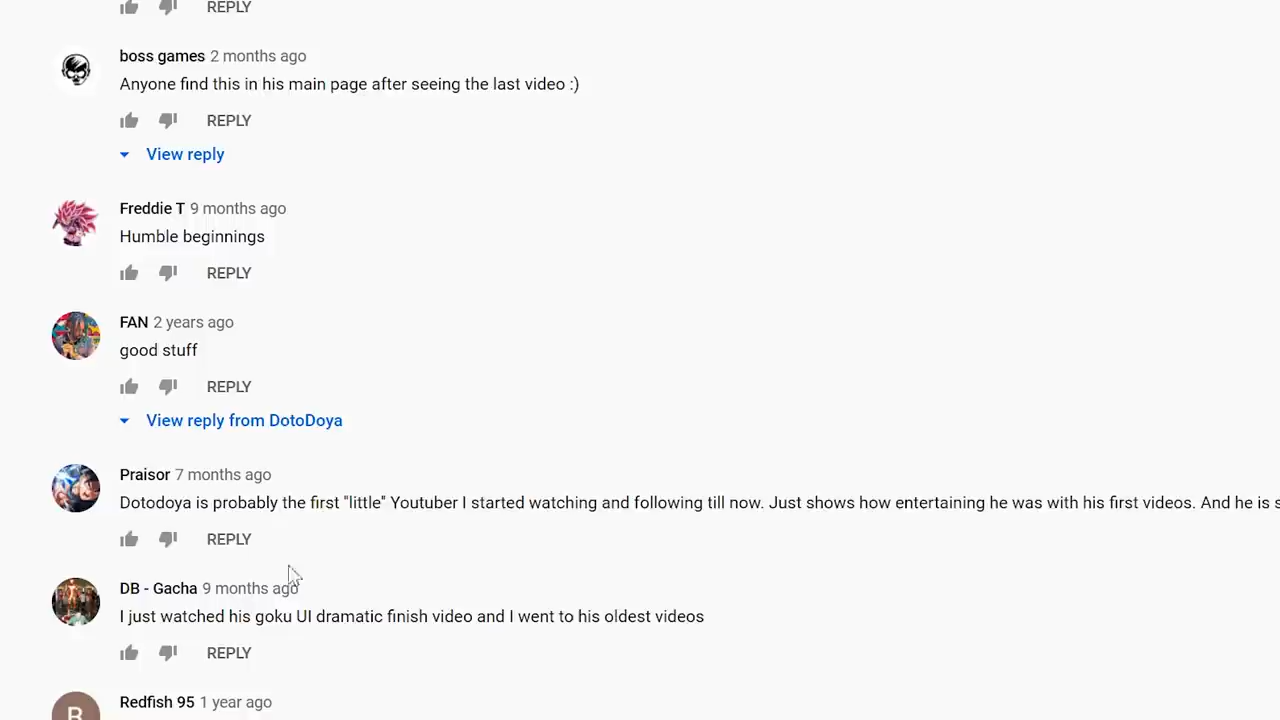 REPLY
boss games 2 months ago
Anyone find this in his main page after seeing the last video :)
REPLY
View reply
Freddie T 9 months ago
Humble beginnings
REPLY
FAN 2 years ago
good stuff
REPLY
View reply from DotoDoya
Praisor 7 months ago
Dotodoya is probably the first "little" Youtuber I started watching and following till now. Just shows how entertaining he was with his first videos. And he is s
REPLY
DB - Gacha 9 months ago
I just watched his goku UI dramatic finish video and I went to his oldest videos
REPLY
Redfish 95 1 year ago
R